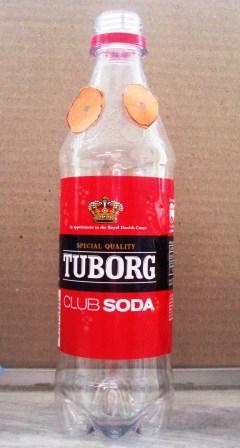 By appointment to the Royal Danish Court
SPECIAL QUALITY
TUBORG
CLUB SODA